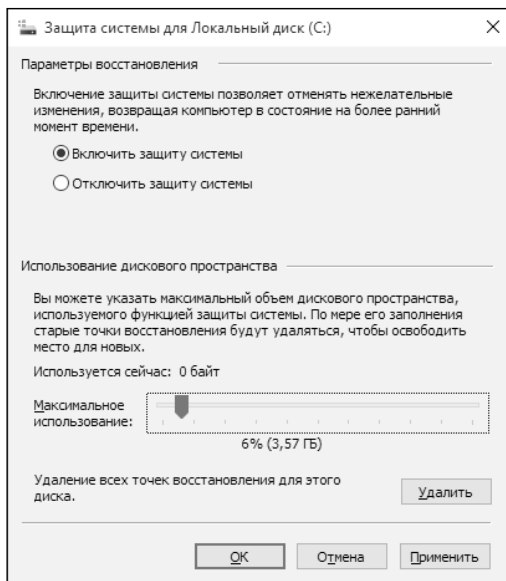 Защита системы для Локальный диск (C:)
Параметры восстановления
Включение защиты системы позволяет отменять нежелательные
изменения, возвращая компьютер в состояние на более ранний
момент времени.
Включить защиту системы
Отключить защиту системы
Использование дискового пространства
Вы можете указать максимальный объем дискового пространства,
используемого функцией защиты системы. По мере его заполнения
старые точки восстановления будут удаляться, чтобы освободить
место для новых.
Используется сейчас: 0 байт
Максимальное
использование:
6% (3,57 ГБ)
Удаление всех точек восстановления для этого
диска.
Удалить
ОК Отмена Применить